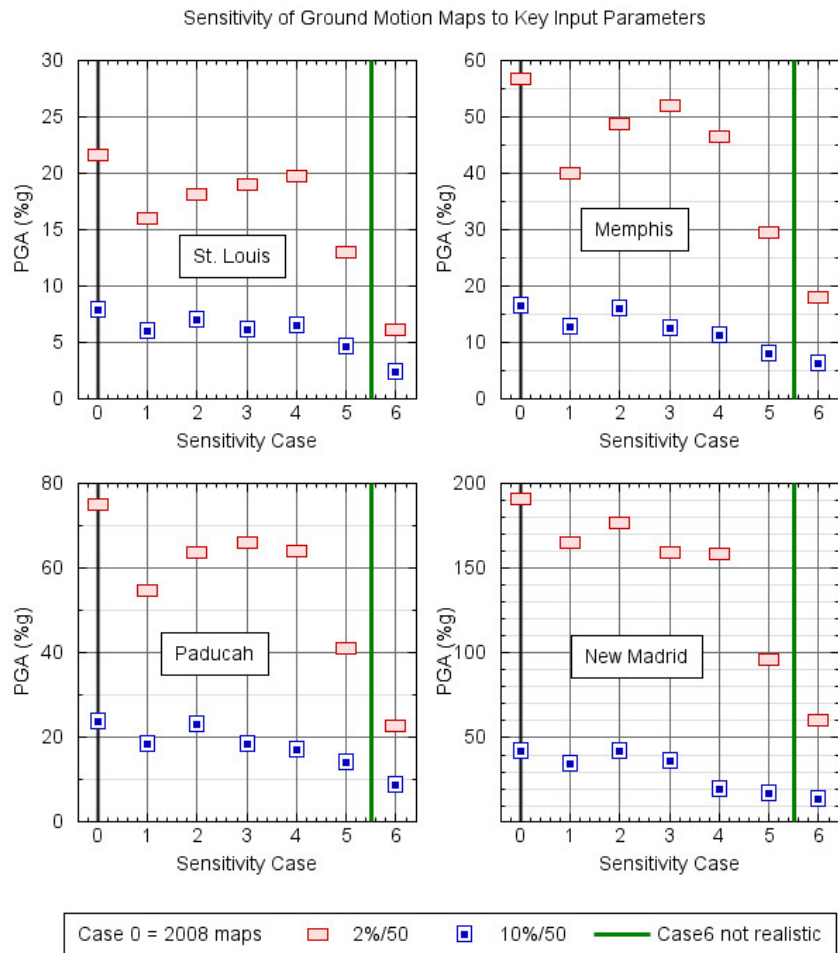 Sensitivity of Ground Motion Maps to Key Input Parameters
30
25
20
15
10
5
0
PGA (%g)
St. Louis
0 1 2 3 4 5 6
Sensitivity Case
60
50
40
30
20
10
0
PGA (%g)
Memphis
0 1 2 3 4 5 6
Sensitivity Case
80
60
40
20
0
PGA (%g)
Paducah
0 1 2 3 4 5 6
Sensitivity Case
200
150
100
50
PGA (%g)
New Madrid
0 1 2 3 4 5 6
Sensitivity Case
Case 0 = 2008 maps 2%/50 10%/50 Case6 not realistic